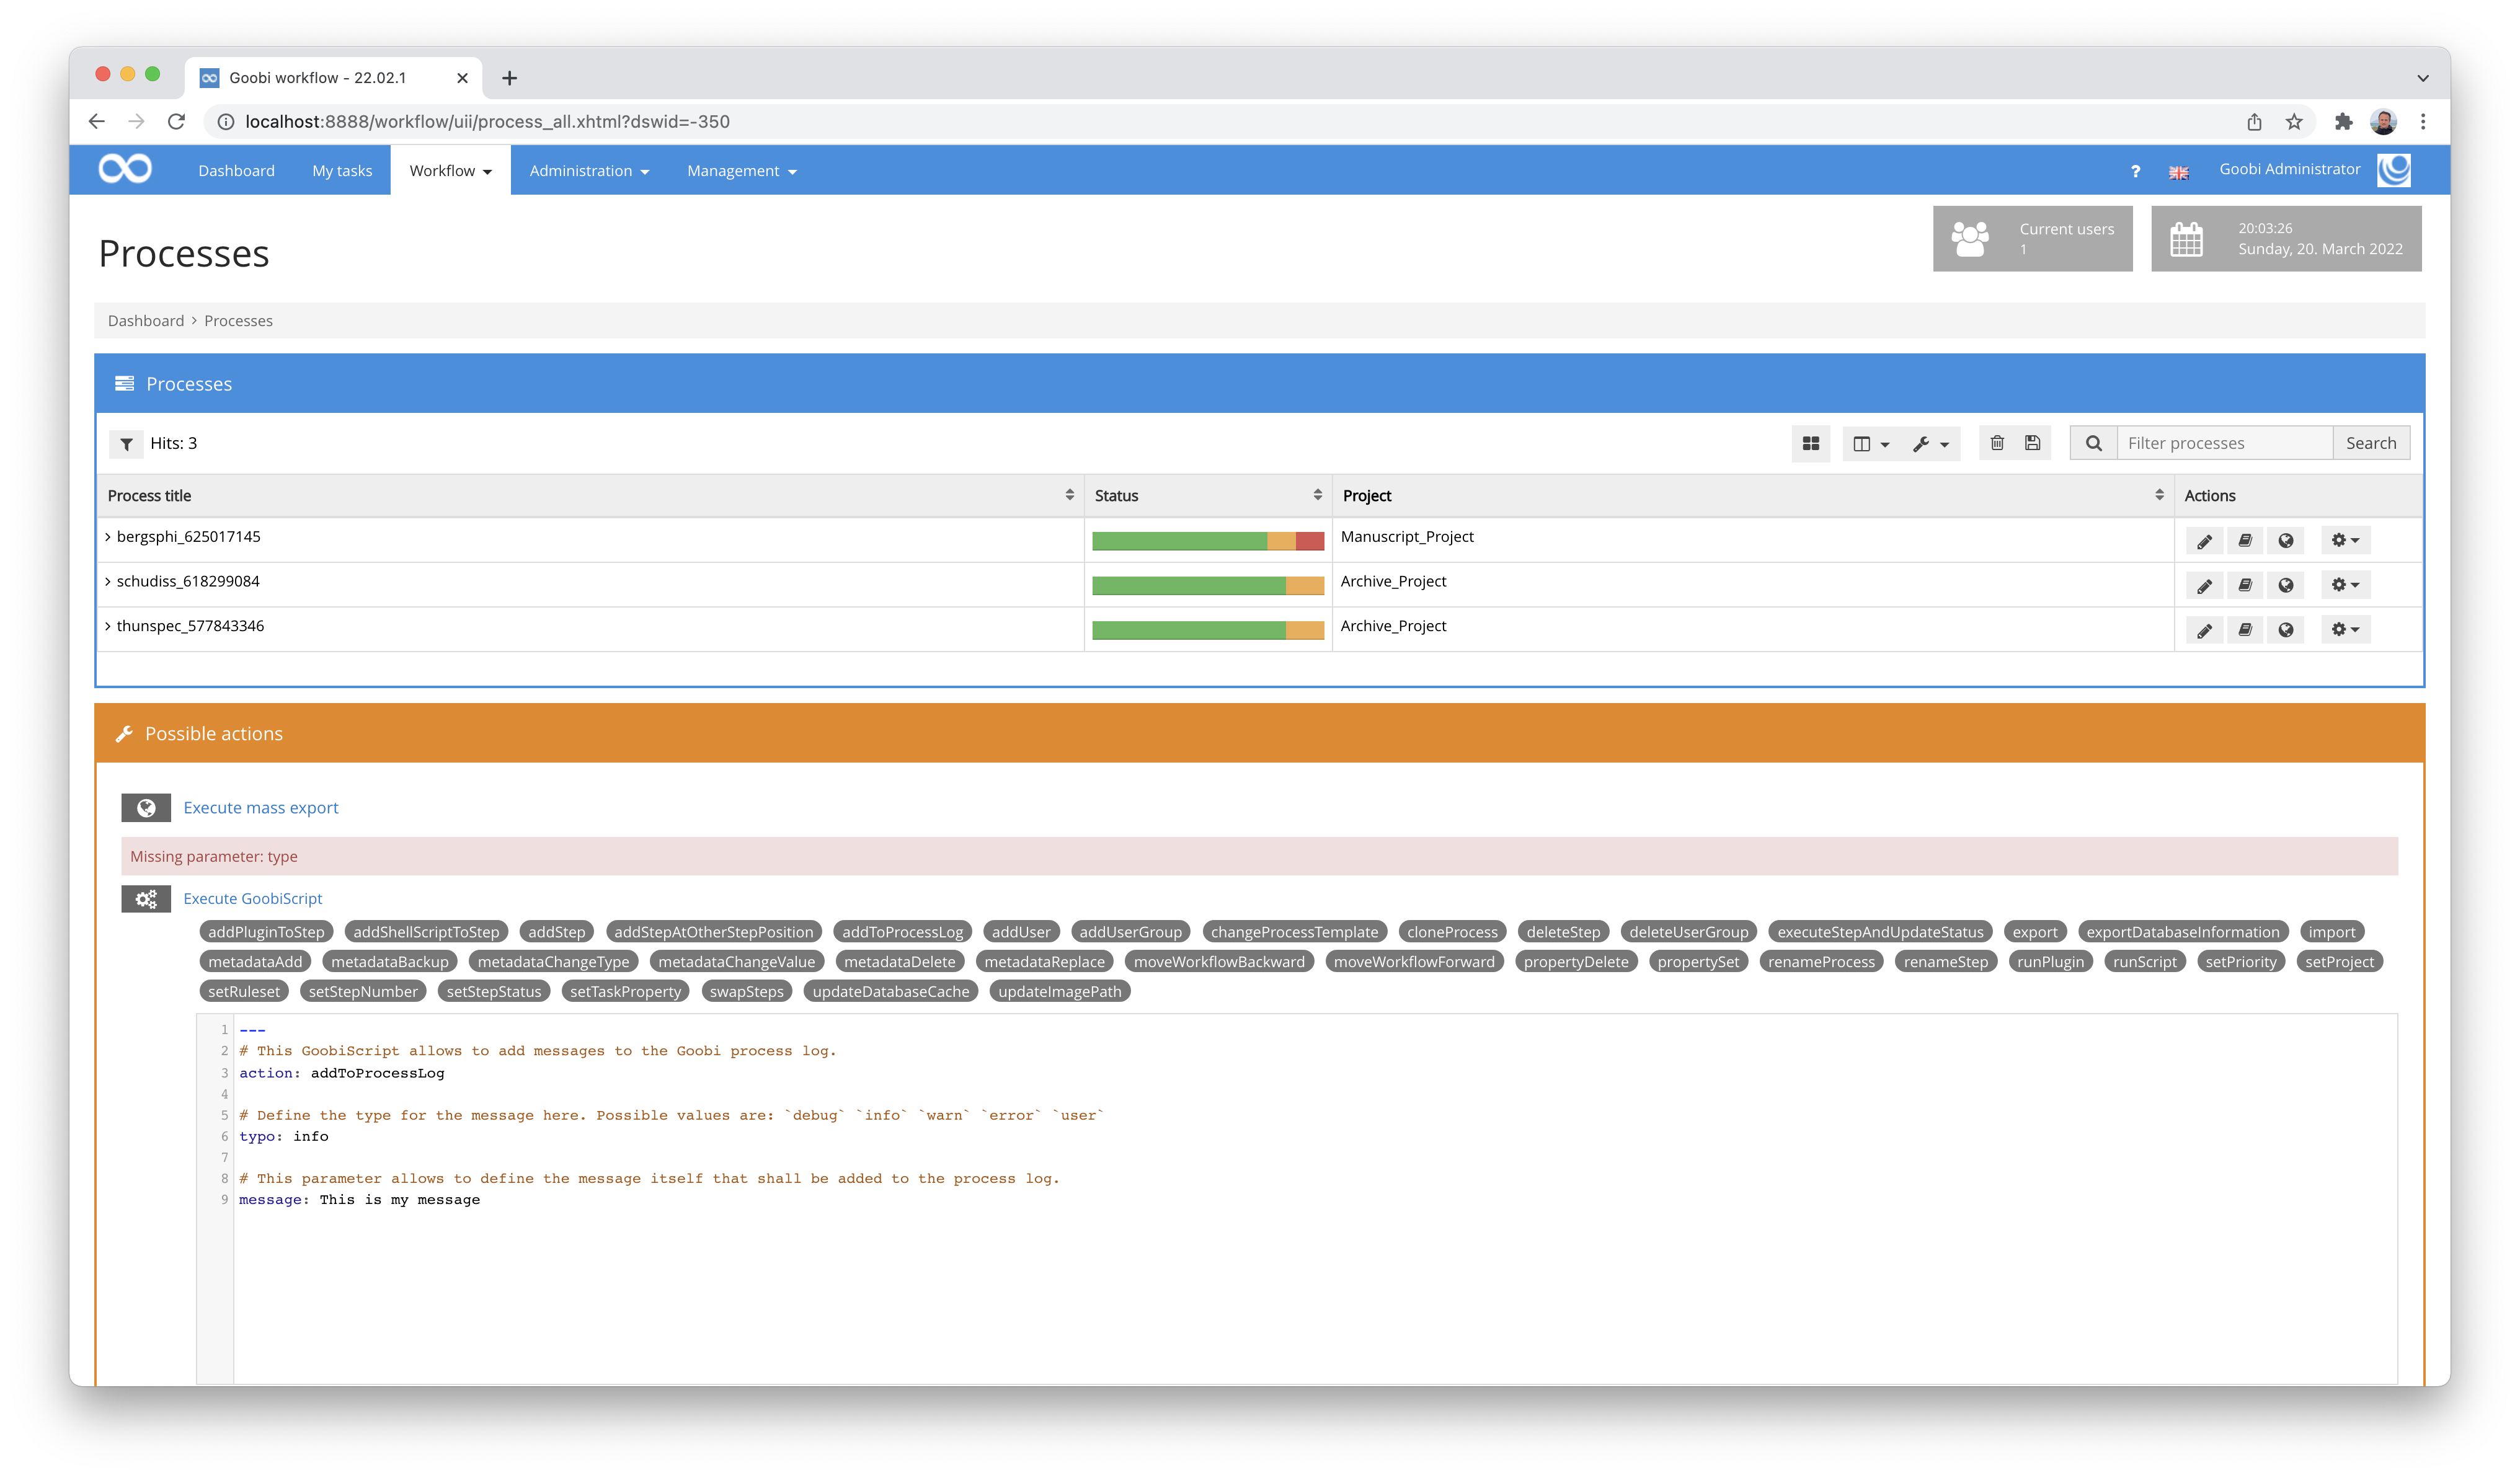 Goobi workflow - 22.02.1
localhost:8888/workflow/uii/process_all.xhtml?dswid=-350
Dashboard My tasks Workflow Administration Management ? Goobi Administrator
Processes
Current users
1
20:03:26
Sunday, 20. March 2022
Dashboard > Processes
Processes
Hits: 3 Filter processes Search
Process title Status Project Actions
bergsphi_625017145 Manuscript_Project
schudiss_618299084 Archive_Project
thunspec_577843346 Archive_Project
Possible actions
Execute mass export
Missing parameter: type
Execute GoobiScript
addPluginToStep addShellScriptToStep addStep addStepAtOtherStepPosition addToProcessLog addUser addUserGroup changeProcessTemplate cloneProcess deleteStep deleteUserGroup executeStepAndUpdateStatus export exportDatabaseInformation import
metadataAdd metadataBackup metadataChangeType metadataChangeValue metadataDelete metadataReplace moveWorkflowBackward moveWorkflowForward propertyDelete propertySet renameProcess renameStep runPlugin runScript setPriority setProject
setRuleset setStepNumber setStepStatus setTaskProperty swapSteps updateDatabaseCache updateImagePath
1 ---
2 # This GoobiScript allows to add messages to the Goobi process log.
3 action: addToProcessLog
4
5 # Define the type for the message here. Possible values are: `debug` `info` `warn` `error` `user`
6 typo: info
7
8 # This parameter allows to define the message itself that shall be added to the process log.
9 message: This is my message